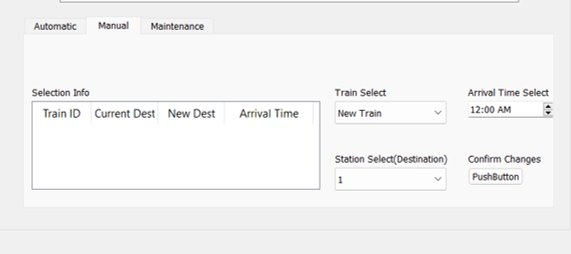 Automatic Manual Maintenance
Selection Info Train Select Arrival Time Select
Train ID Current Dest New Dest Arrival Time New Train 12:00 AM
Station Select(Destination) Confirm Changes
1 PushButton